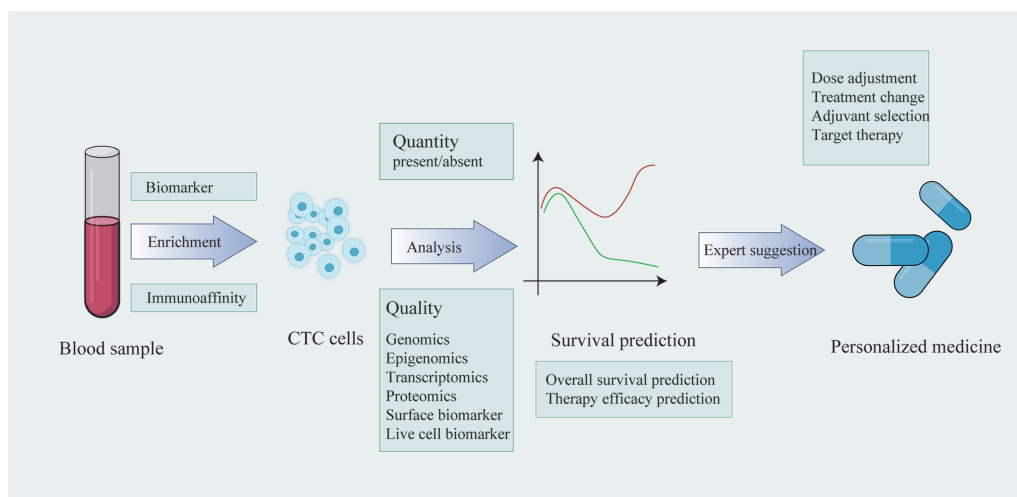 Biomarker
Enrichment
Immunoaffinity
Blood sample
CTC cells
Quantity
present/absent
Analysis
Quality
Genomics
Epigenomics
Transcriptomics
Proteomics
Surface biomarker
Live cell biomarker
Survival prediction
Overall survival prediction
Therapy efficacy prediction
Expert suggestion
Dose adjustment
Treatment change
Adjuvant selection
Target therapy
Personalized medicine